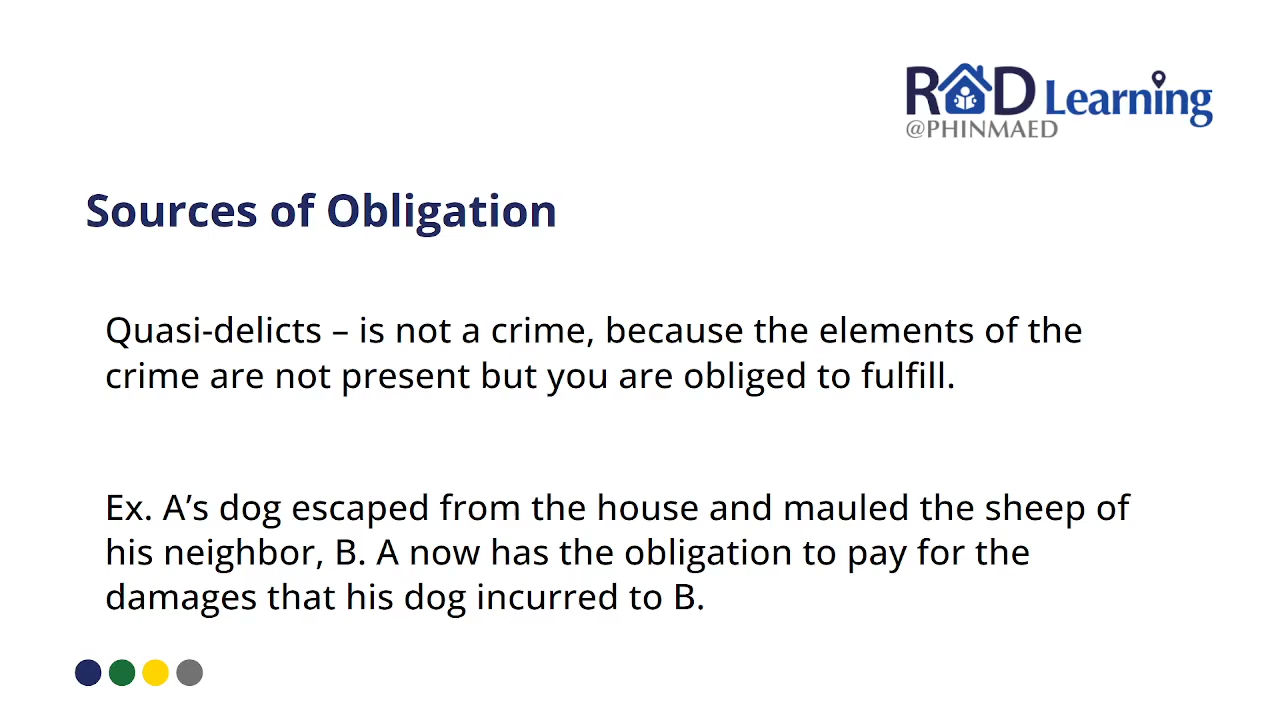 RAD Learning
@PHINMAED
Sources of Obligation
Quasi-delicts – is not a crime, because the elements of the
crime are not present but you are obliged to fulfill.
Ex. A’s dog escaped from the house and mauled the sheep of
his neighbor, B. A now has the obligation to pay for the
damages that his dog incurred to B.